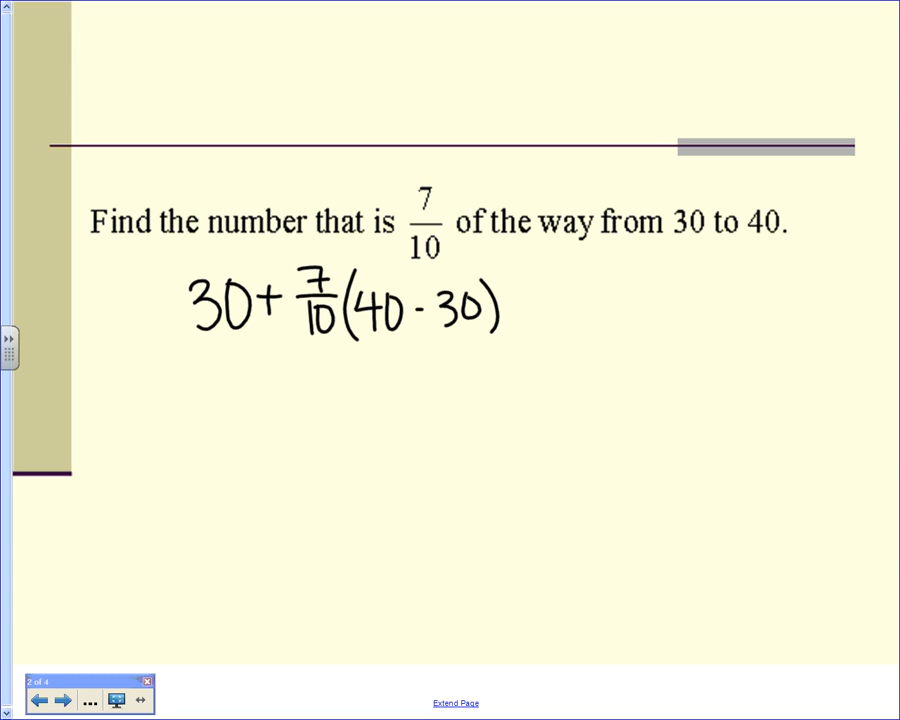 Find the number that is 7/10 of the way from 30 to 40.
30 + 7/10 (40 - 30)
2 of 4
...
Extend Page